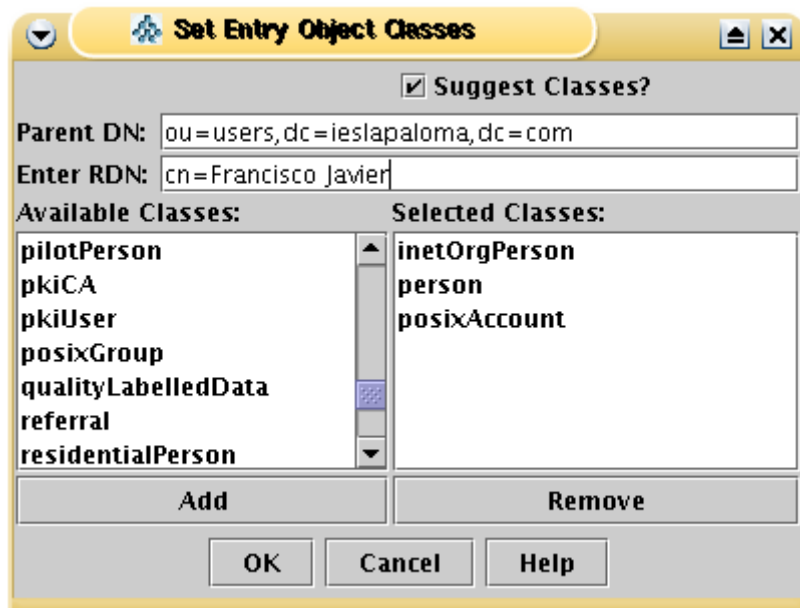 Set Entry Object Classes
Suggest Classes?
Parent DN: ou=users,dc=ieslapaloma,dc=com
Enter RDN: cn=Francisco Javier
Available Classes:
pilotPerson
pkiCA
pkiUser
posixGroup
qualityLabelledData
referral
residentialPerson
Selected Classes:
inetOrgPerson
person
posixAccount
Add
Remove
OK
Cancel
Help